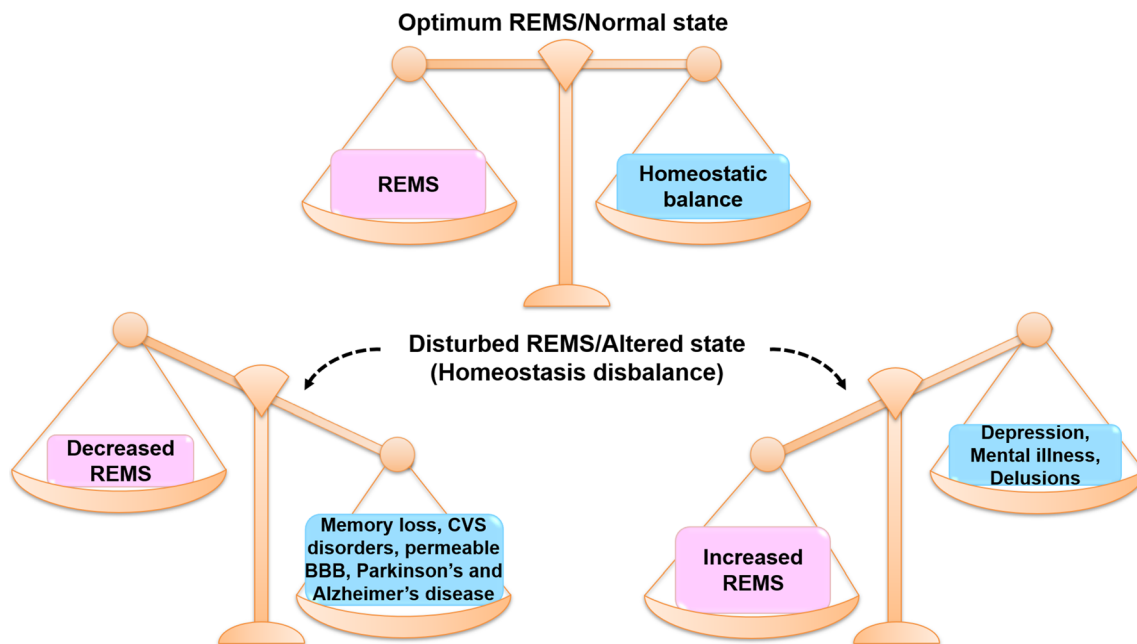 Optimum REMS/Normal state
REMS
Homeostatic
balance
Disturbed REMS/Altered state
(Homeostasis disbalance)
Decreased
REMS
Memory loss, CVS
disorders, permeable
BBB, Parkinson’s and
Alzheimer’s disease
Increased
REMS
Depression,
Mental illness,
Delusions